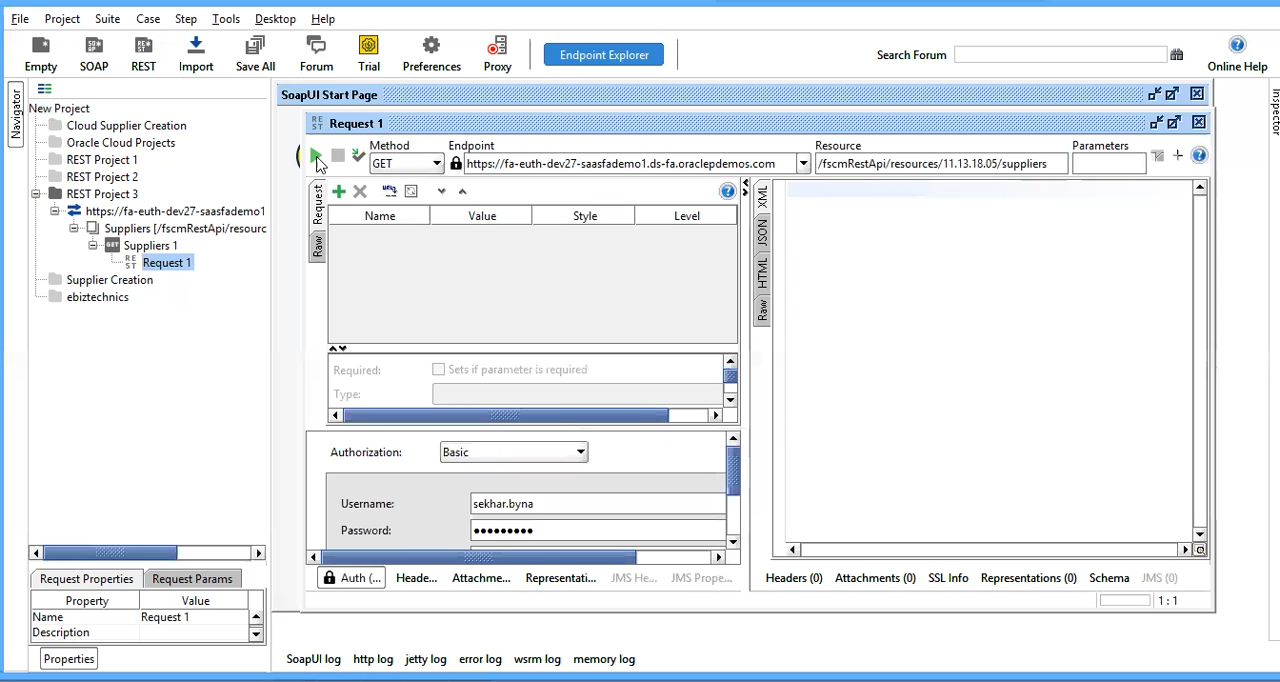 File Project Suite Case Step Tools Desktop Help
Empty SOAP REST Import Save All Forum Trial Preferences Proxy Endpoint Explorer Search Forum Online Help
Navigator
New Project
Cloud Supplier Creation
Oracle Cloud Projects
REST Project 1
REST Project 2
REST Project 3
https://fa-euth-dev27-saasfademo1
Suppliers [/fscmRestApi/resourc
GET Suppliers 1
REST Request 1
Supplier Creation
ebiztechnics
Request Properties Request Params
Property Value
Name Request 1
Description
Properties
SoapUI Start Page
REST Request 1
Method Endpoint Resource Parameters
GET https://fa-euth-dev27-saasfademo1.ds-fa.oraclepdemos.com /fscmRestApi/resources/11.13.18.05/suppliers
Request
Raw
Name Value Style Level
Required: Sets if parameter is required
Type:
Authorization: Basic
Username: sekhar.byna
Password: •••••••••
Auth (... Heade... Attachme... Representati... JMS He... JMS Prope...
XML
JSON
HTML
Raw
Headers (0) Attachments (0) SSL Info Representations (0) Schema JMS (0)
1 : 1
SoapUI log http log jetty log error log wsrm log memory log
Inspector